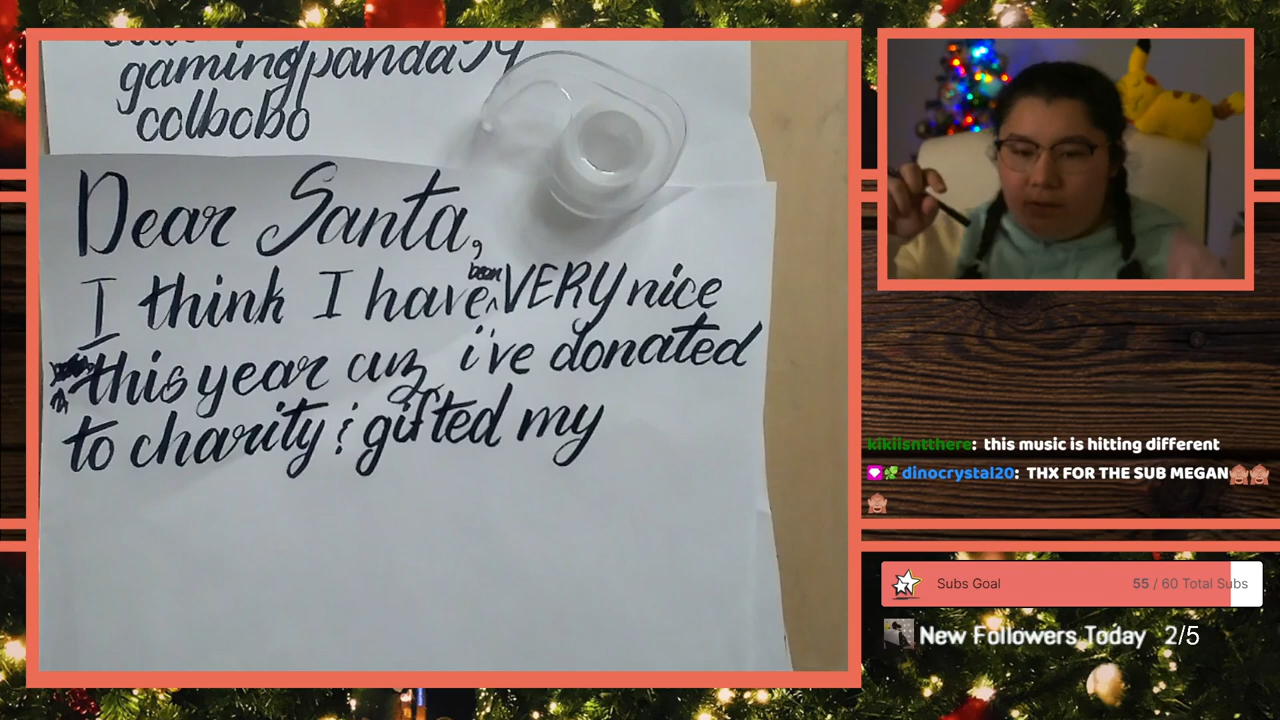 gamingpanda54
colbobo
Dear Santa,
I think I have been VERY nice
this year cuz i've donated
to charity & gifted my
kikiisntthere: this music is hitting different
dinocrystal20: THX FOR THE SUB MEGAN
Subs Goal 55 / 60 Total Subs
New Followers Today 2/5